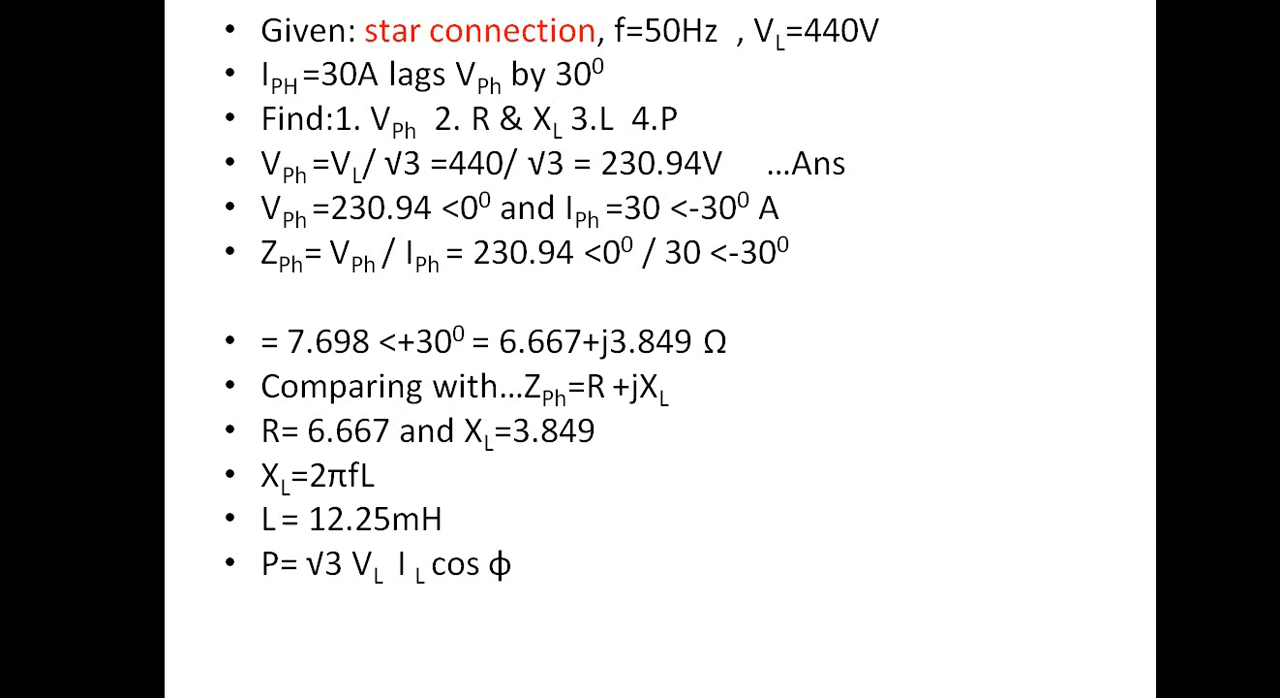 • Given: star connection, f=50Hz , VL=440V
• IPH=30A lags VPh by 30⁰
• Find:1. VPh 2. R & XL 3.L 4.P
• VPh=VL/ √3 =440/ √3 = 230.94V ...Ans
• VPh=230.94 <0⁰ and IPh=30 <-30⁰ A
• ZPh= VPh / IPh = 230.94 <0⁰ / 30 <-30⁰
• = 7.698 <+30⁰ = 6.667+j3.849 Ω
• Comparing with...ZPh=R +jXL
• R= 6.667 and XL=3.849
• XL=2πfL
• L= 12.25mH
• P= √3 VL I L cos ф